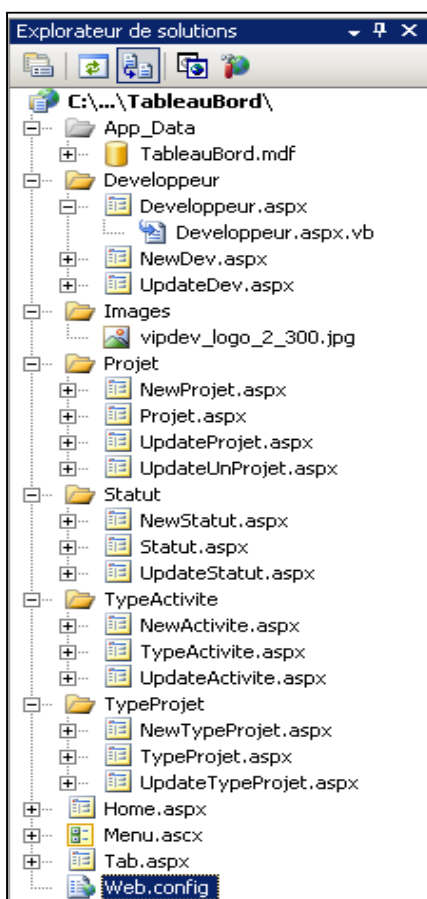 Explorateur de solutions
C:\...\TableauBord\
App_Data
TableauBord.mdf
Developpeur
Developpeur.aspx
Developpeur.aspx.vb
NewDev.aspx
UpdateDev.aspx
Images
vipdev_logo_2_300.jpg
Projet
NewProjet.aspx
Projet.aspx
UpdateProjet.aspx
UpdateUnProjet.aspx
Statut
NewStatut.aspx
Statut.aspx
UpdateStatut.aspx
TypeActivite
NewActivite.aspx
TypeActivite.aspx
UpdateActivite.aspx
TypeProjet
NewTypeProjet.aspx
TypeProjet.aspx
UpdateTypeProjet.aspx
Home.aspx
Menu.ascx
Tab.aspx
Web.config